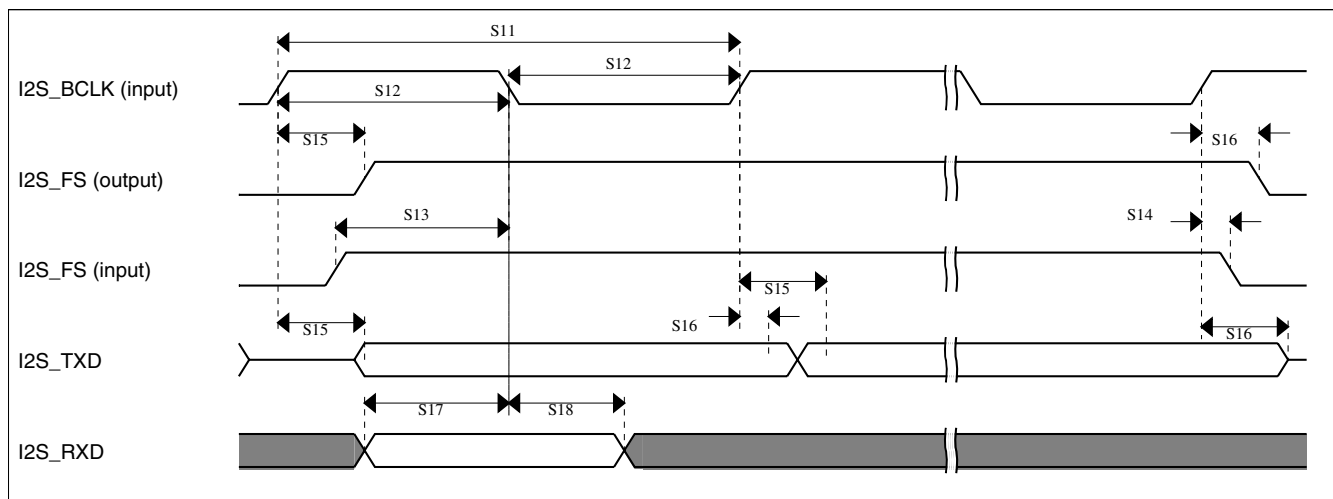 S11
S12
I2S_BCLK (input)
S12
S15
S16
I2S_FS (output)
S13
S14
I2S_FS (input)
S15
S16
S15
S16
I2S_TXD
S17
S18
I2S_RXD